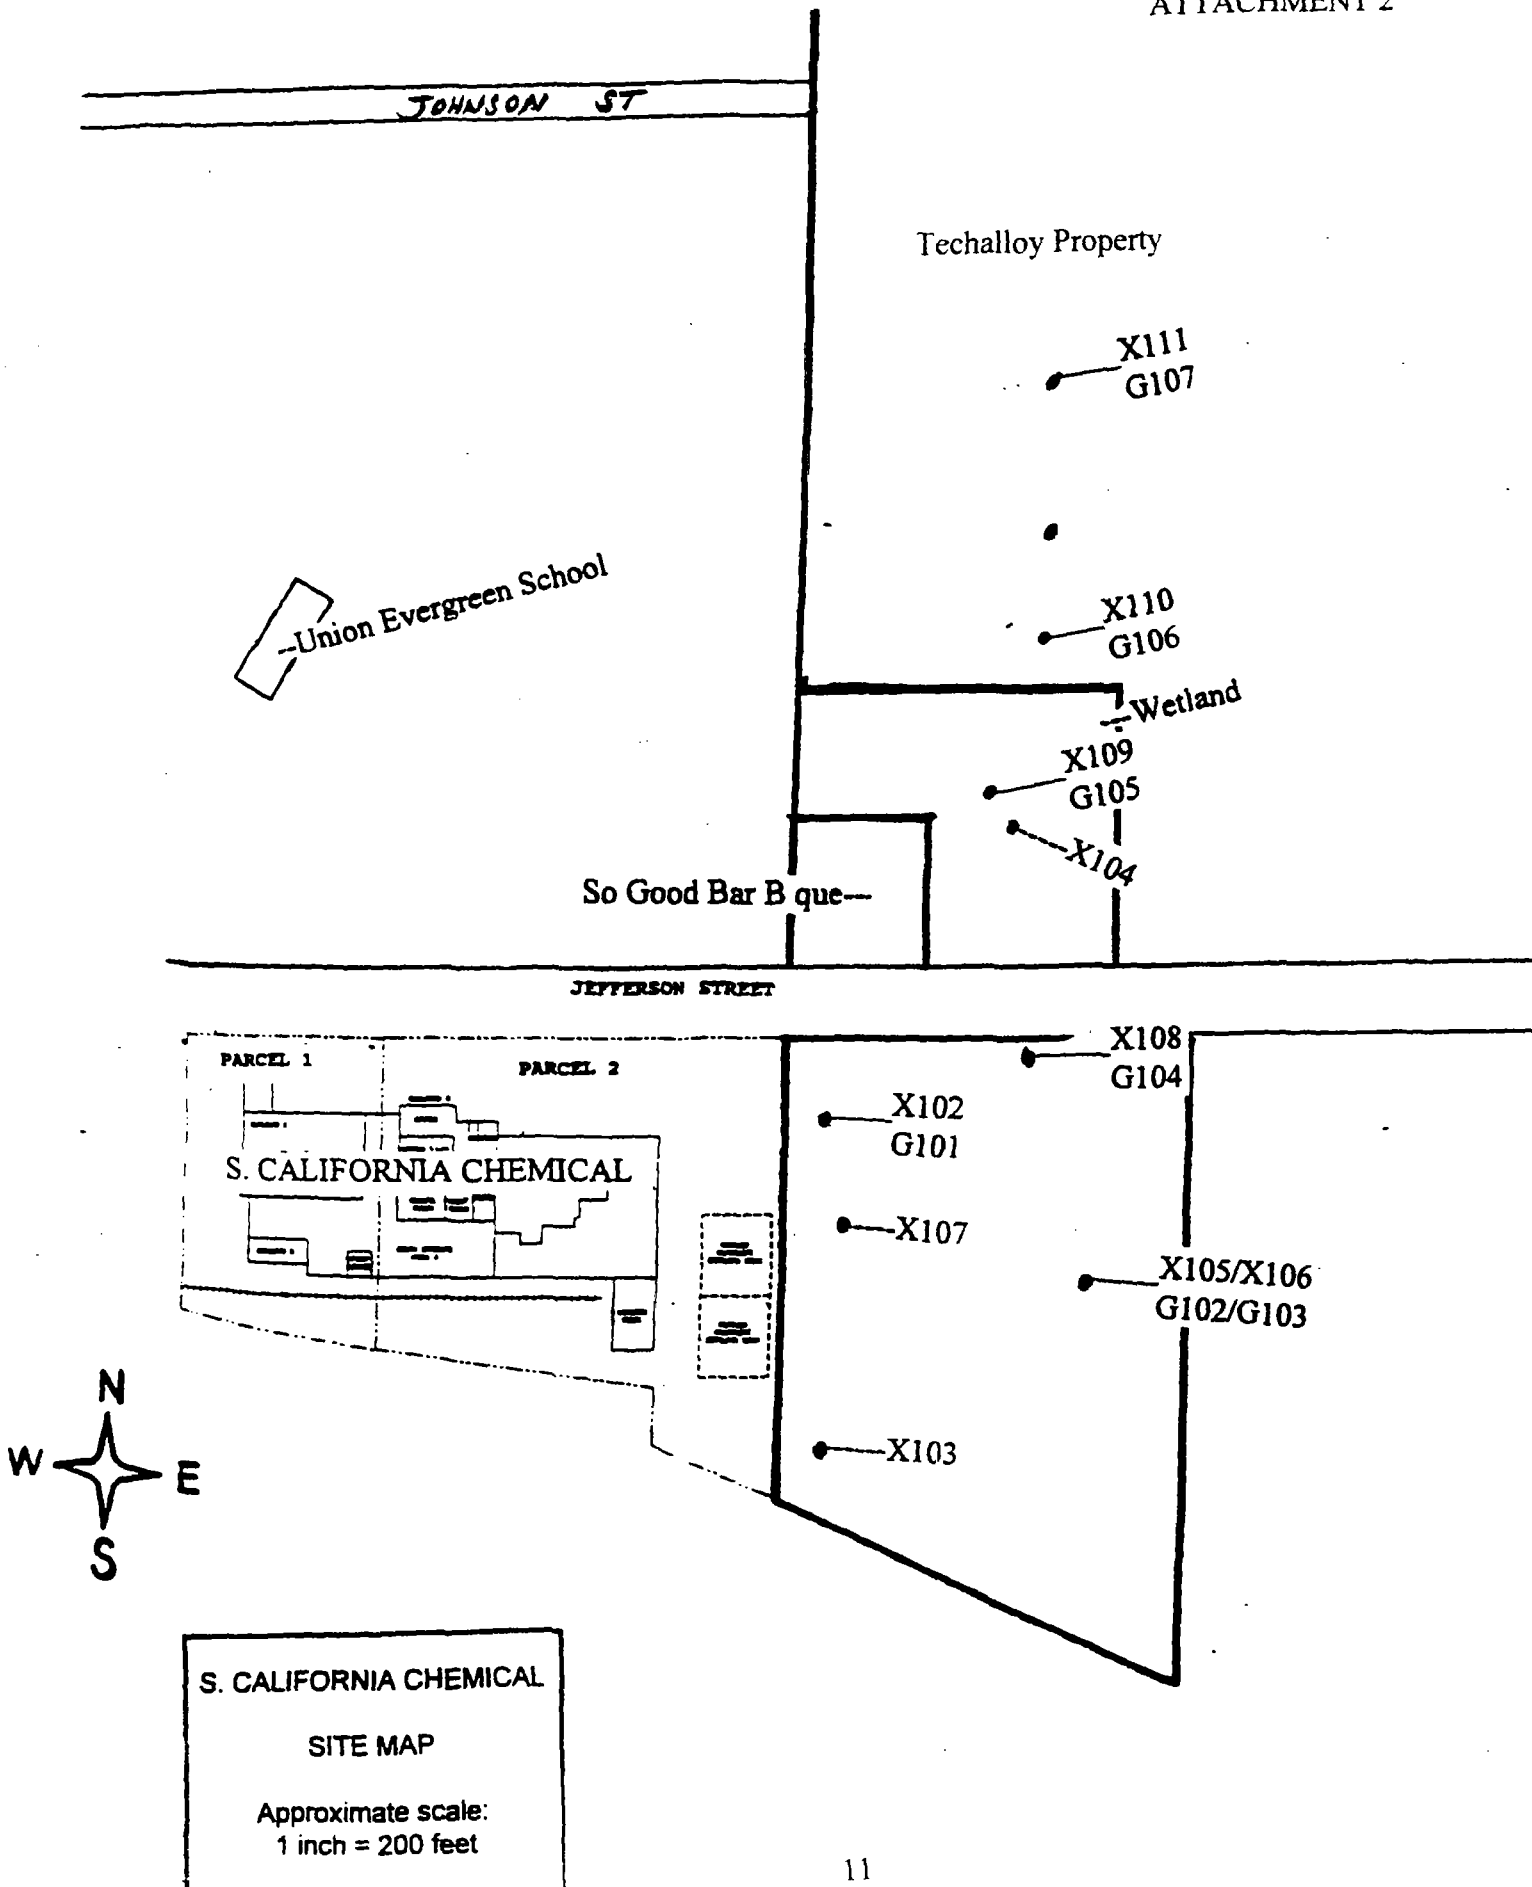 ATTACHMENT 2
JOHNSON ST
Techalloy Property
X111
G107
--Union Evergreen School
X110
G106
--Wetland
X109
G105
X104
So Good Bar B que---
JEFFERSON STREET
PARCEL 1
PARCEL 2
X108
G104
X102
G101
S. CALIFORNIA CHEMICAL
X107
X105/X106
G102/G103
X103
N
W
E
S
S. CALIFORNIA CHEMICAL
SITE MAP
Approximate scale:
1 inch = 200 feet
11